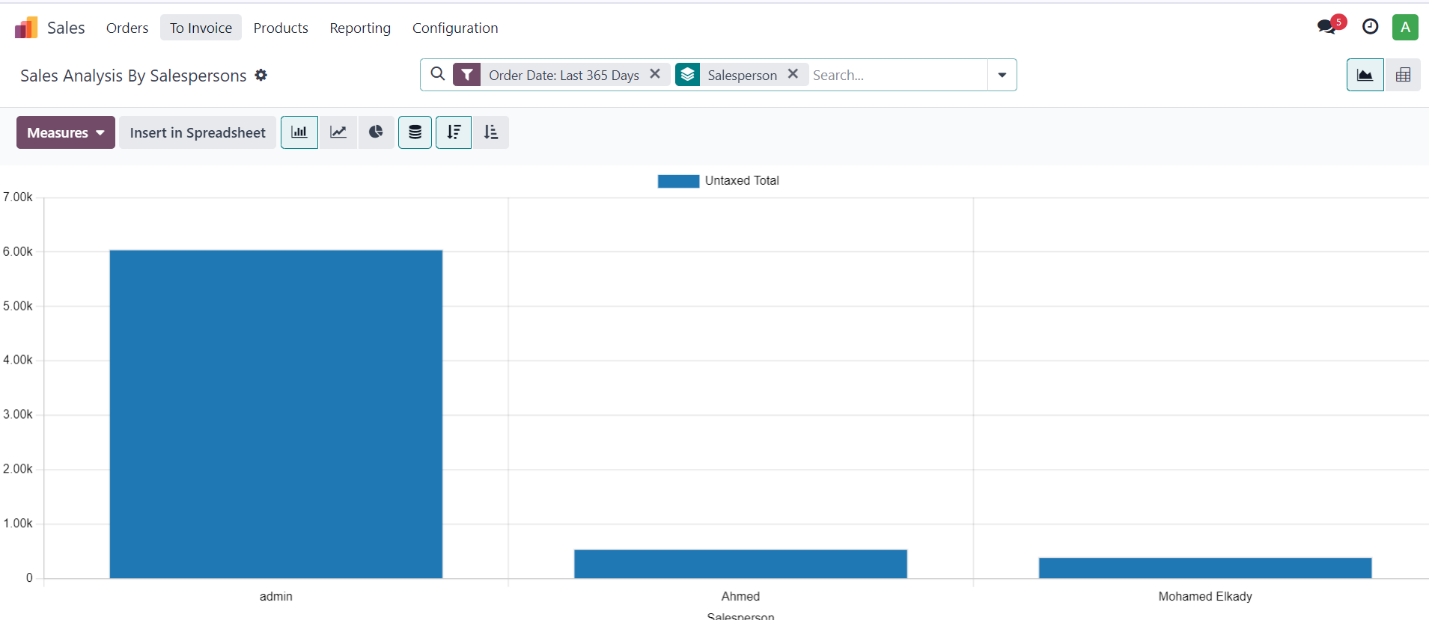 Sales Orders To Invoice Products Reporting Configuration 5 A
Sales Analysis By Salespersons Order Date: Last 365 Days Salesperson Search...
Measures Insert in Spreadsheet
Untaxed Total
7.00k
6.00k
5.00k
4.00k
3.00k
2.00k
1.00k
0
admin Ahmed Mohamed Elkady
Salesperson